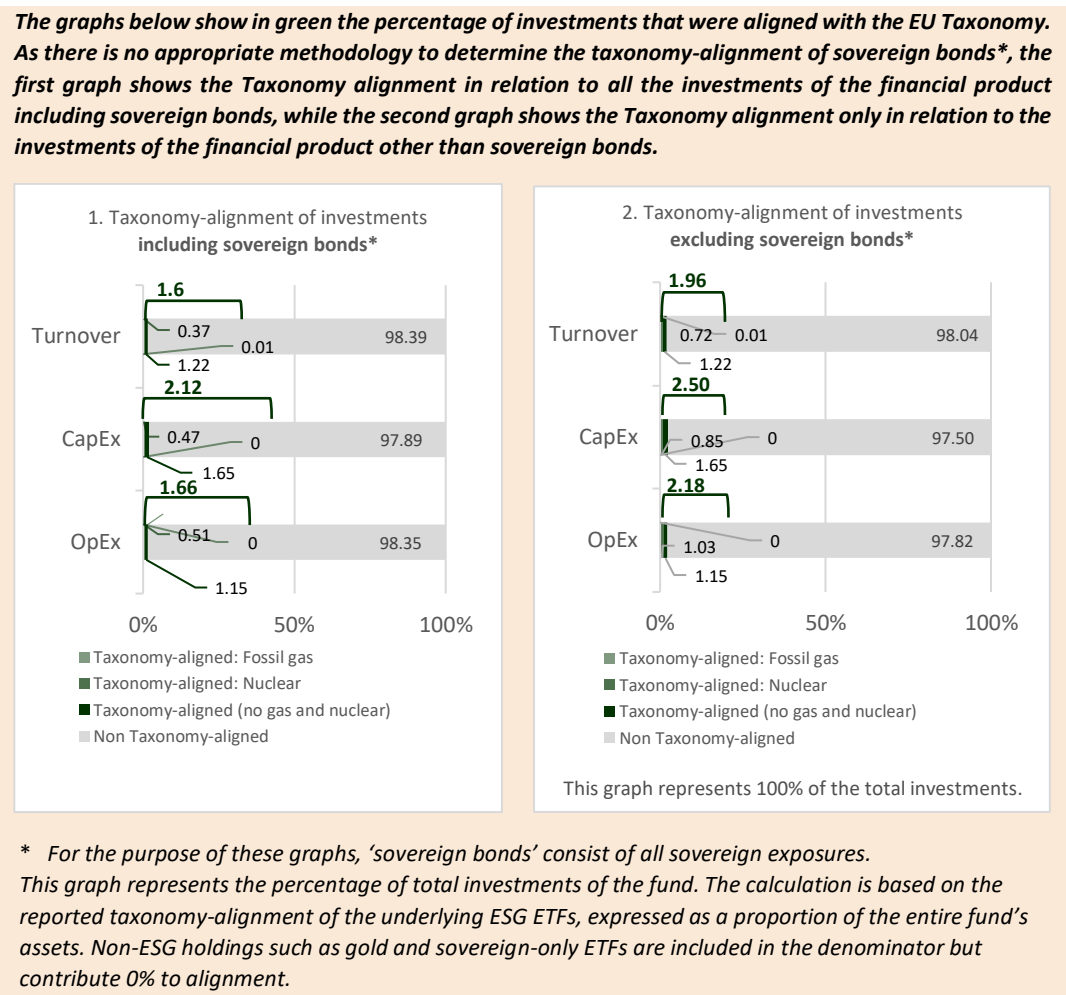 The graphs below show in green the percentage of investments that were aligned with the EU Taxonomy.
As there is no appropriate methodology to determine the taxonomy-alignment of sovereign bonds*, the
first graph shows the Taxonomy alignment in relation to all the investments of the financial product
including sovereign bonds, while the second graph shows the Taxonomy alignment only in relation to the
investments of the financial product other than sovereign bonds.
1. Taxonomy-alignment of investments
including sovereign bonds*
1.6
Turnover
0.37
0.01
98.39
1.22
2.12
CapEx
0.47
0
97.89
1.65
1.66
OpEx
0.51
0
98.35
1.15
0%
50%
100%
Taxonomy-aligned: Fossil gas
Taxonomy-aligned: Nuclear
Taxonomy-aligned (no gas and nuclear)
Non Taxonomy-aligned
2. Taxonomy-alignment of investments
excluding sovereign bonds*
1.96
Turnover
0.72
0.01
98.04
1.22
2.50
CapEx
0.85
0
97.50
1.65
2.18
OpEx
1.03
0
97.82
1.15
0%
50%
100%
Taxonomy-aligned: Fossil gas
Taxonomy-aligned: Nuclear
Taxonomy-aligned (no gas and nuclear)
Non Taxonomy-aligned
This graph represents 100% of the total investments.
* For the purpose of these graphs, ‘sovereign bonds’ consist of all sovereign exposures.
This graph represents the percentage of total investments of the fund. The calculation is based on the
reported taxonomy-alignment of the underlying ESG ETFs, expressed as a proportion of the entire fund’s
assets. Non-ESG holdings such as gold and sovereign-only ETFs are included in the denominator but
contribute 0% to alignment.